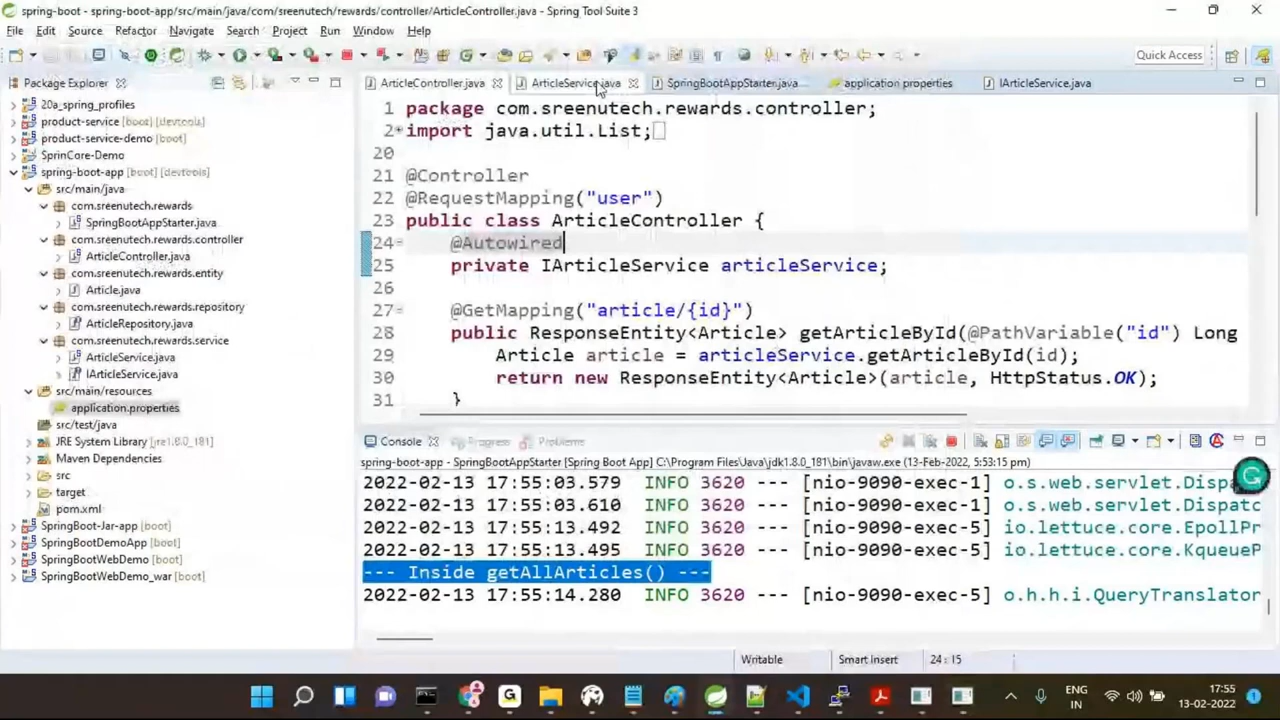 spring-boot - spring-boot-app/src/main/java/com/sreenutech/rewards/controller/ArticleController.java - Spring Tool Suite 3
File Edit Source Refactor Navigate Search Project Run Window Help
Quick Access
Package Explorer
20a_spring_profiles
product-service [boot] [devtools]
product-service-demo [boot]
SprinCore-Demo
spring-boot-app [boot] [devtools]
src/main/java
com.sreenutech.rewards
SpringBootAppStarter.java
com.sreenutech.rewards.controller
ArticleController.java
com.sreenutech.rewards.entity
Article.java
com.sreenutech.rewards.repository
ArticleRepository.java
com.sreenutech.rewards.service
ArticleService.java
IArticleService.java
src/main/resources
application.properties
src/test/java
JRE System Library [jre1.8.0_181]
Maven Dependencies
src
target
pom.xml
SpringBoot-Jar-app [boot]
SpringBootDemoApp [boot]
SpringBootWebDemo [boot]
SpringBootWebDemo_war [boot]
ArticleController.java ArticleService.java SpringBootAppStarter.java application.properties IArticleService.java
1 package com.sreenutech.rewards.controller;
2 import java.util.List;
20
21 @Controller
22 @RequestMapping("user")
23 public class ArticleController {
24 @Autowired
25 private IArticleService articleService;
26
27 @GetMapping("article/{id}")
28 public ResponseEntity<Article> getArticleById(@PathVariable("id") Long
29 Article article = articleService.getArticleById(id);
30 return new ResponseEntity<Article>(article, HttpStatus.OK);
31 }
Console Progress Problems
spring-boot-app - SpringBootAppStarter [Spring Boot App] C:\Program Files\Java\jdk1.8.0_181\bin\javaw.exe (13-Feb-2022, 5:53:15 pm)
2022-02-13 17:55:03.579 INFO 3620 --- [nio-9090-exec-1] o.s.web.servlet.Dispa
2022-02-13 17:55:03.610 INFO 3620 --- [nio-9090-exec-1] o.s.web.servlet.Dispatc
2022-02-13 17:55:13.492 INFO 3620 --- [nio-9090-exec-5] io.lettuce.core.EpollPr
2022-02-13 17:55:13.495 INFO 3620 --- [nio-9090-exec-5] io.lettuce.core.KqueueP
--- Inside getAllArticles() ---
2022-02-13 17:55:14.280 INFO 3620 --- [nio-9090-exec-5] o.h.h.i.QueryTranslator
Writable Smart Insert 24 : 15
ENG
IN
17:55
13-02-2022